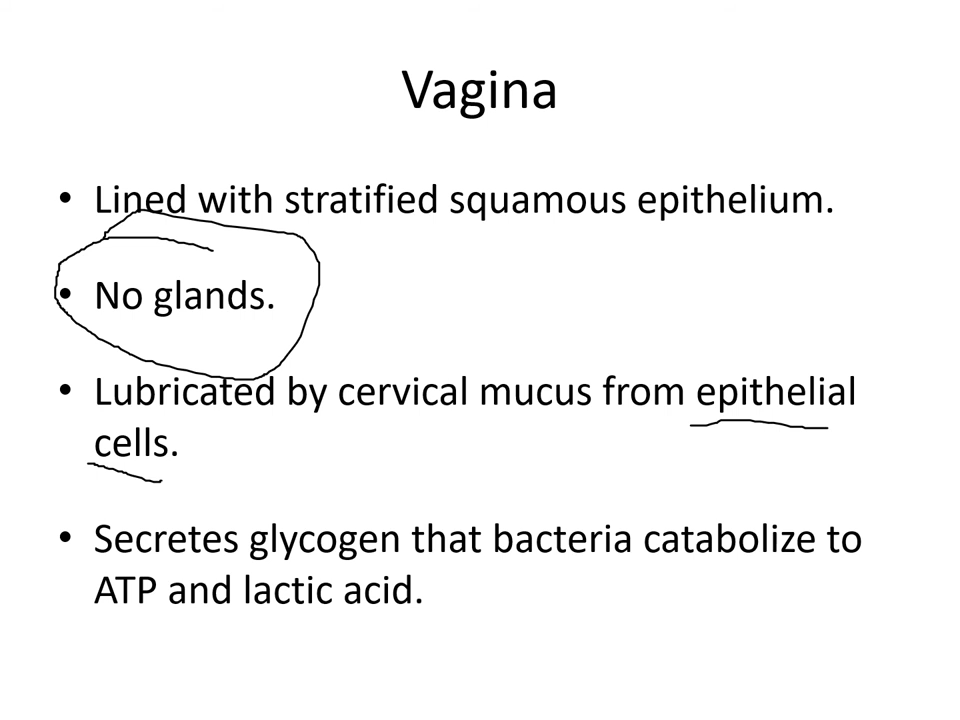 Vagina
• Lined with stratified squamous epithelium.
• No glands.
• Lubricated by cervical mucus from epithelial
cells.
• Secretes glycogen that bacteria catabolize to
ATP and lactic acid.